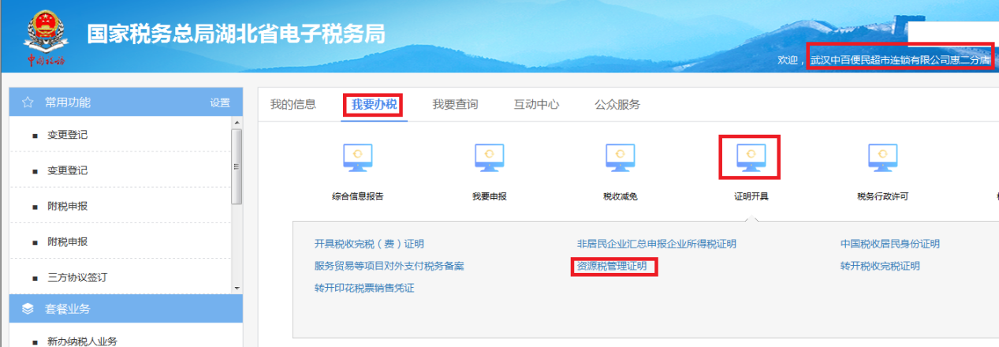 国家税务总局湖北省电子税务局
中国税务
欢迎，武汉中百便民超市连锁有限公司惠二分店
常用功能 设置
变更登记
变更登记
附税申报
附税申报
三方协议签订
套餐业务
新办纳税人业务
我的信息 我要办税 我要查询 互动中心 公众服务
综合信息报告 我要申报 税收减免 证明开具 税务行政许可
开具税收完税（费）证明 非居民企业汇总申报企业所得税证明 中国税收居民身份证明
服务贸易等项目对外支付税务备案 资源税管理证明 转开税收完税证明
转开印花税票销售凭证